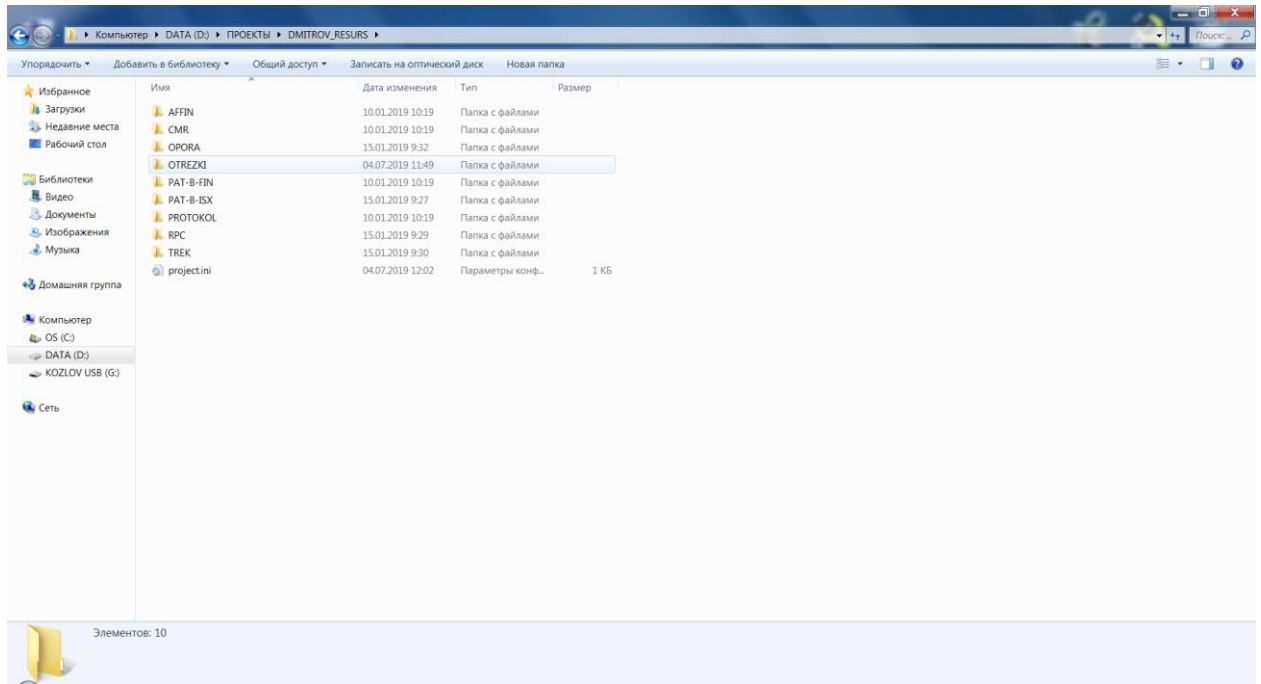 Компьютер ▸ DATA (D:) ▸ ПРОЕКТЫ ▸ DMITROV_RESURS ▸ Поиск: ...
Упорядочить Добавить в библиотеку Общий доступ Записать на оптический диск Новая папка
Избранное
Загрузки
Недавние места
Рабочий стол
Библиотеки
Видео
Документы
Изображения
Музыка
Домашняя группа
Компьютер
OS (C:)
DATA (D:)
KOZLOV USB (G:)
Сеть
Имя Дата изменения Тип Размер
AFFIN 10.01.2019 10:19 Папка с файлами
CMR 10.01.2019 10:19 Папка с файлами
OPORA 15.01.2019 9:32 Папка с файлами
OTREZKI 04.07.2019 11:49 Папка с файлами
PAT-B-FIN 10.01.2019 10:19 Папка с файлами
PAT-B-ISX 15.01.2019 9:27 Папка с файлами
PROTOKOL 10.01.2019 10:19 Папка с файлами
RPC 15.01.2019 9:29 Папка с файлами
TREK 15.01.2019 9:30 Папка с файлами
project.ini 04.07.2019 12:02 Параметры конф... 1 КБ
Элементов: 10